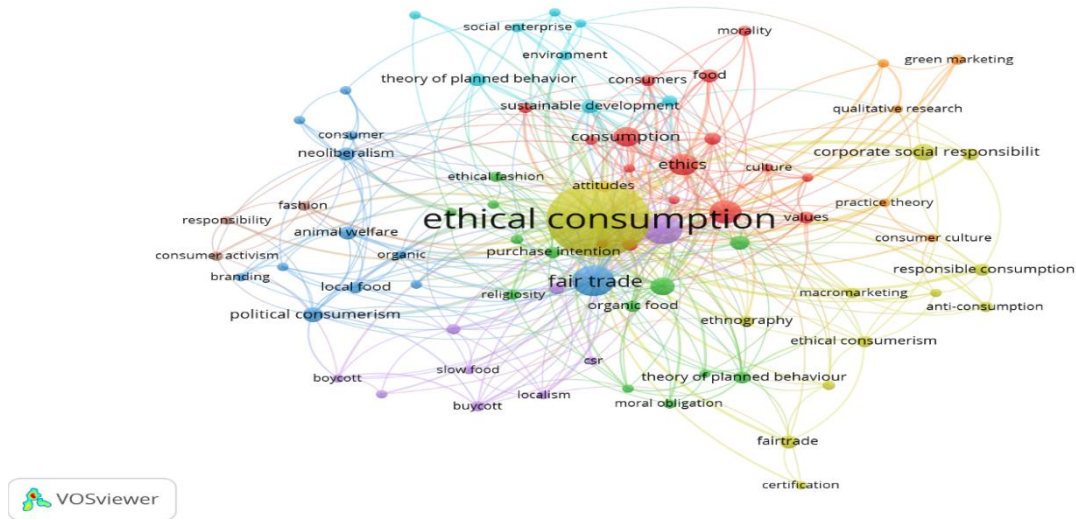 social enterprise
morality
environment
green marketing
theory of planned behavior
consumers
food
sustainable development
qualitative research
consumer
consumption
neoliberalism
ethics
corporate social responsibilit
ethical fashion
attitudes
culture
fashion
practice theory
responsibility
ethical consumption
values
animal welfare
consumer culture
consumer activism
organic
purchase intention
branding
fair trade
responsible consumption
local food
religiosity
organic food
macromarketing
political consumerism
anti-consumption
ethnography
ethical consumerism
csr
slow food
boycott
theory of planned behaviour
localism
buycott
moral obligation
fairtrade
certification
VOSviewer